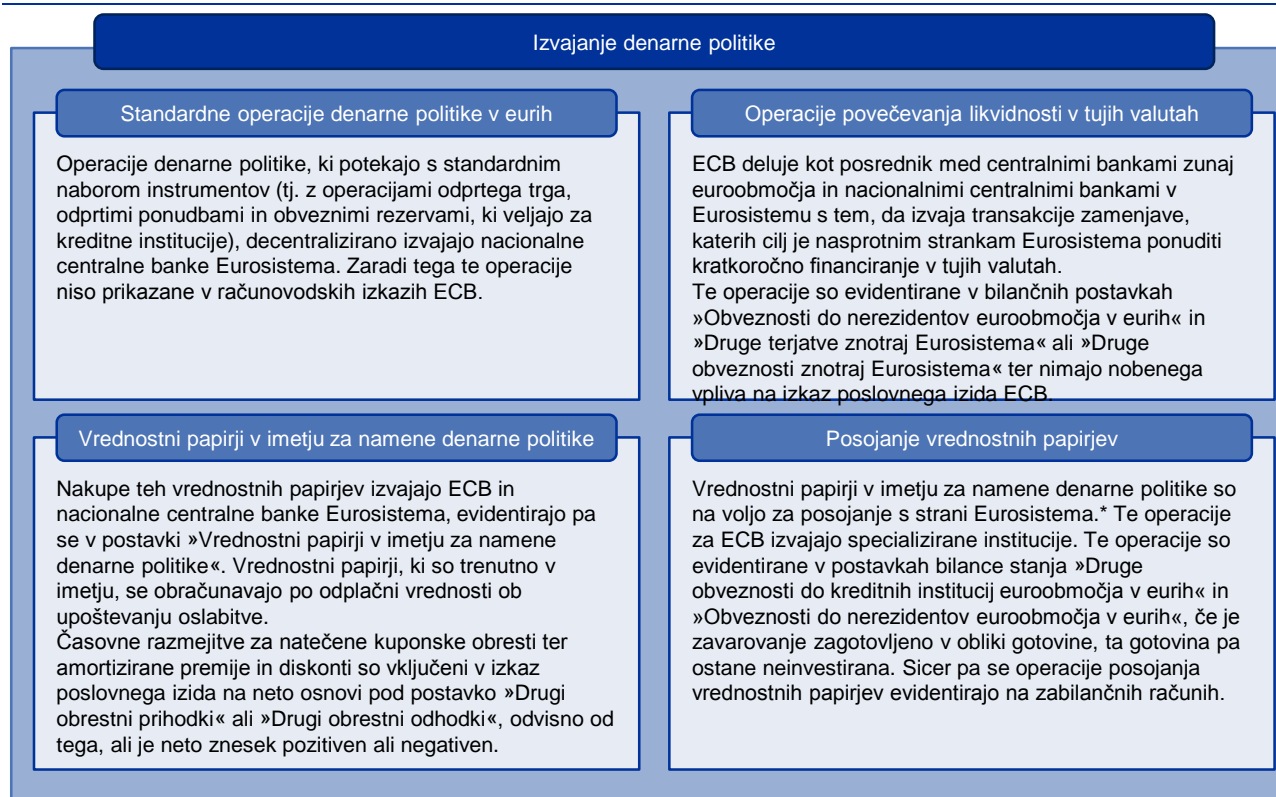 Izvajanje denarne politike
Standardne operacije denarne politike v eurih
Operacije denarne politike, ki potekajo s standardnim
naborom instrumentov (tj. z operacijami odprtega trga,
odprtimi ponudbami in obveznimi rezervami, ki veljajo za
kreditne institucije), decentralizirano izvajajo nacionalne
centralne banke Eurosistema. Zaradi tega te operacije
niso prikazane v računovodskih izkazih ECB.
Operacije povečevanja likvidnosti v tujih valutah
ECB deluje kot posrednik med centralnimi bankami zunaj
euroobmočja in nacionalnimi centralnimi bankami v
Eurosistemu s tem, da izvaja transakcije zamenjave,
katerih cilj je nasprotnim strankam Eurosistema ponuditi
kratkoročno financiranje v tujih valutah.
Te operacije so evidentirane v bilančnih postavkah
»Obveznosti do nerezidentov euroobmočja v eurih« in
»Druge terjatve znotraj Eurosistema« ali »Druge
obveznosti znotraj Eurosistema« ter nimajo nobenega
vpliva na izkaz poslovnega izida ECB.
Vrednostni papirji v imetju za namene denarne politike
Nakupe teh vrednostnih papirjev izvajajo ECB in
nacionalne centralne banke Eurosistema, evidentirajo pa
se v postavki »Vrednostni papirji v imetju za namene
denarne politike«. Vrednostni papirji, ki so trenutno v
imetju, se obračunavajo po odplačni vrednosti ob
upoštevanju oslabitve.
Časovne razmejitve za natečene kuponske obresti ter
amortizirane premije in diskonti so vključeni v izkaz
poslovnega izida na neto osnovi pod postavko »Drugi
obrestni prihodki« ali »Drugi obrestni odhodki«, odvisno od
tega, ali je neto znesek pozitiven ali negativen.
Posojanje vrednostnih papirjev
Vrednostni papirji v imetju za namene denarne politike so
na voljo za posojanje s strani Eurosistema.* Te operacije
za ECB izvajajo specializirane institucije. Te operacije so
evidentirane v postavkah bilance stanja »Druge
obveznosti do kreditnih institucij euroobmočja v eurih« in
»Obveznosti do nerezidentov euroobmočja v eurih«, če je
zavarovanje zagotovljeno v obliki gotovine, ta gotovina pa
ostane neinvestirana. Sicer pa se operacije posojanja
vrednostnih papirjev evidentirajo na zabilančnih računih.